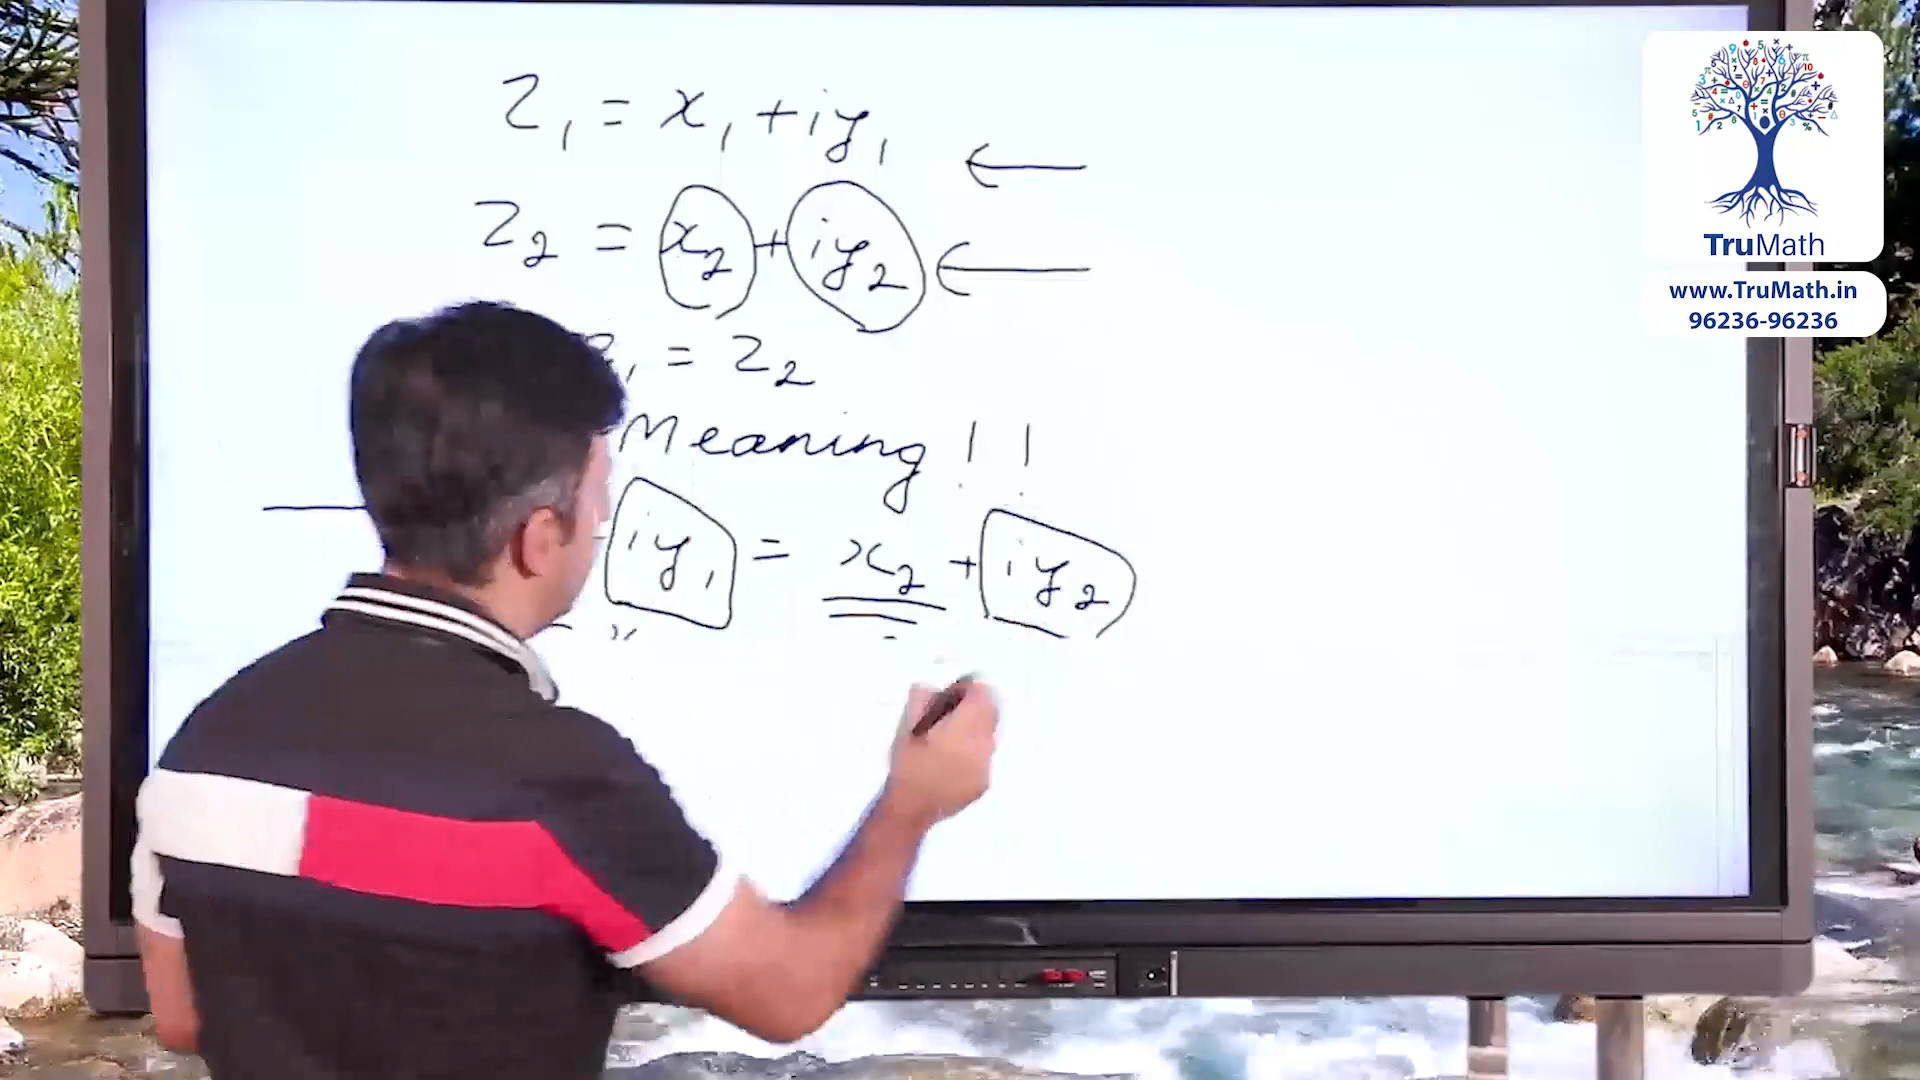 z₁ = x₁ + iy₁
z₂ = x₂ + iy₂
z₁ = z₂
Meaning !!
iy₁ = x₂ + iy₂
TruMath
www.TruMath.in
96236-96236